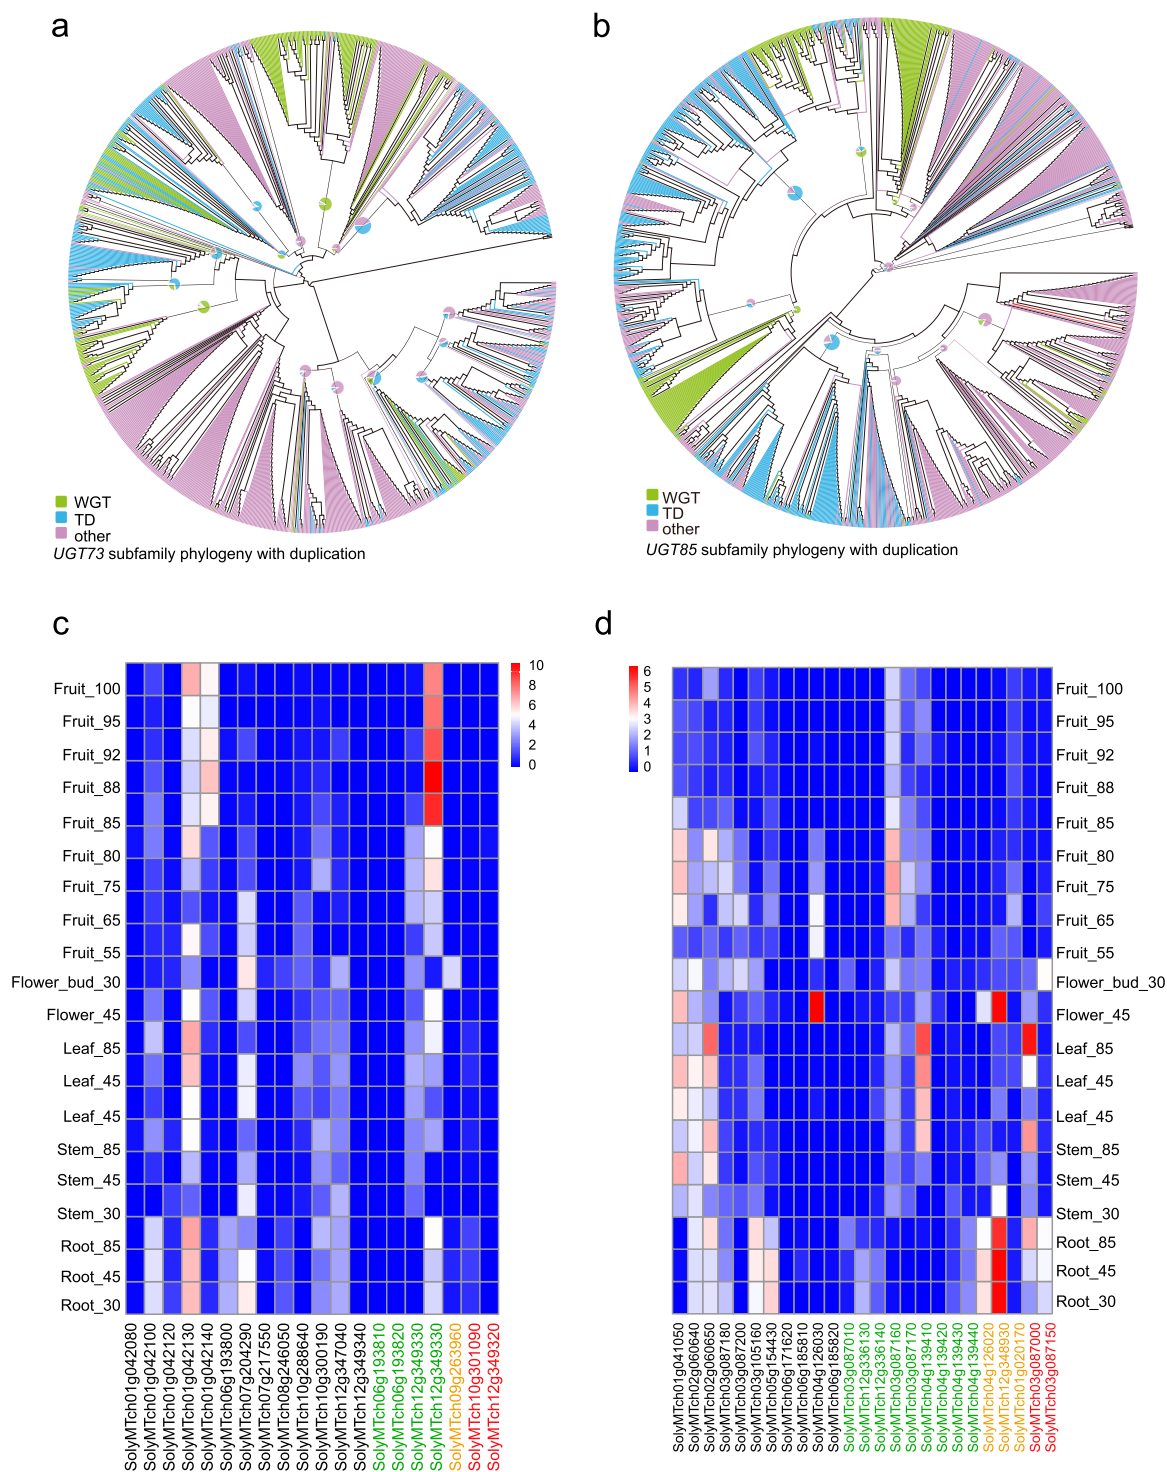 a
b
WGT
TD
other
UGT73 subfamily phylogeny with duplication
WGT
TD
other
UGT85 subfamily phylogeny with duplication
c
Fruit_100
Fruit_95
Fruit_92
Fruit_88
Fruit_85
Fruit_80
Fruit_75
Fruit_65
Fruit_55
Flower_bud_30
Flower_45
Leaf_85
Leaf_45
Leaf_45
Stem_85
Stem_45
Stem_30
Root_85
Root_45
Root_30
10
8
6
4
2
0
SolyMTch01g042080
SolyMTch01g042100
SolyMTch01g042120
SolyMTch01g042130
SolyMTch01g042140
SolyMTch06g193800
SolyMTch07g204290
SolyMTch07g217550
SolyMTch08g246050
SolyMTch10g288640
SolyMTch10g300190
SolyMTch12g347040
SolyMTch12g349340
SolyMTch06g193810
SolyMTch06g193820
SolyMTch12g349330
SolyMTch12g349330
SolyMTch09g263960
SolyMTch10g301090
SolyMTch12g349320
d
6
5
4
3
2
1
0
Fruit_100
Fruit_95
Fruit_92
Fruit_88
Fruit_85
Fruit_80
Fruit_75
Fruit_65
Fruit_55
Flower_bud_30
Flower_45
Leaf_85
Leaf_45
Leaf_45
Stem_85
Stem_45
Stem_30
Root_85
Root_45
Root_30
SolyMTch01g041050
SolyMTch02g060640
SolyMTch02g060650
SolyMTch03g087180
SolyMTch03g087200
SolyMTch03g105160
SolyMTch05g154430
SolyMTch06g171620
SolyMTch06g185810
SolyMTch04g126030
SolyMTch06g185820
SolyMTch03g087010
SolyMTch12g336130
SolyMTch12g336140
SolyMTch03g087160
SolyMTch03g087170
SolyMTch04g139410
SolyMTch04g139420
SolyMTch04g139430
SolyMTch04g139440
SolyMTch04g126020
SolyMTch12g348930
SolyMTch01g020170
SolyMTch03g087000
SolyMTch03g087150